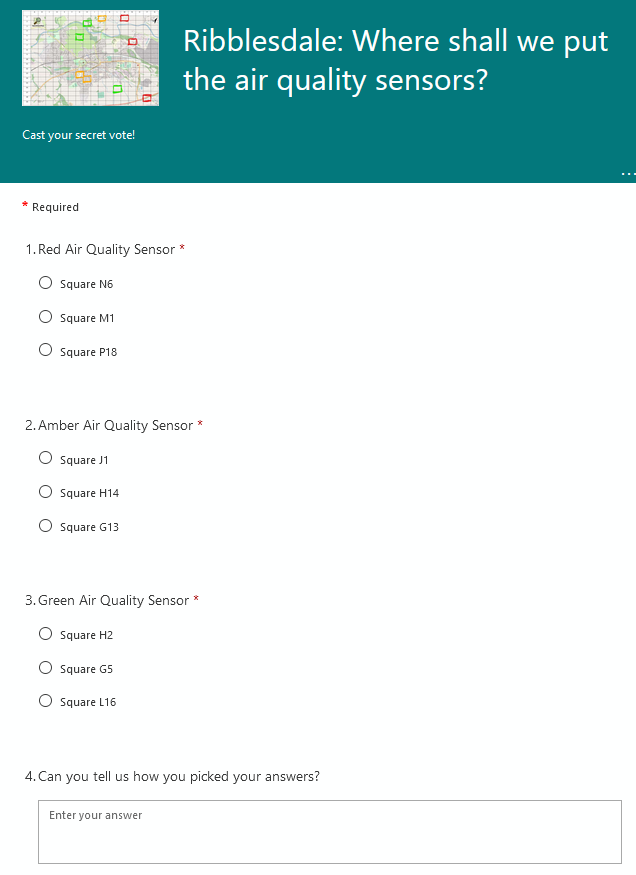 Ribblesdale: Where shall we put
the air quality sensors?
Cast your secret vote!
...
* Required
1. Red Air Quality Sensor *
Square N6
Square M1
Square P18
2. Amber Air Quality Sensor *
Square J1
Square H14
Square G13
3. Green Air Quality Sensor *
Square H2
Square G5
Square L16
4. Can you tell us how you picked your answers?
Enter your answer